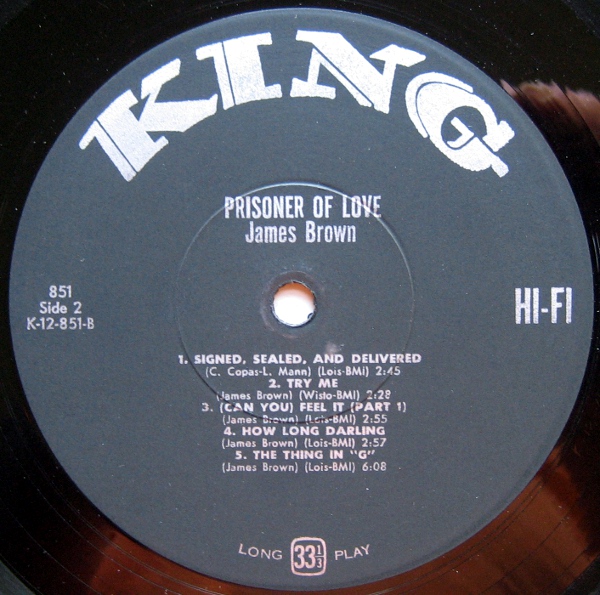 KING
PRISONER OF LOVE
James Brown
851
Side 2
K-12-851-B
HI-FI
1. SIGNED, SEALED, AND DELIVERED
(C. Copas-L. Mann) (Lois-BMI) 2:45
2. TRY ME
(James Brown) (Wisto-BMI) 2:28
3. (CAN YOU) FEEL IT (PART 1)
(James Brown) (Lois-BMI) 2:55
4. HOW LONG DARLING
(James Brown) (Lois-BMI) 2:57
5. THE THING IN "G"
(James Brown) (Lois-BMI) 6:08
LONG 33 1/3 PLAY